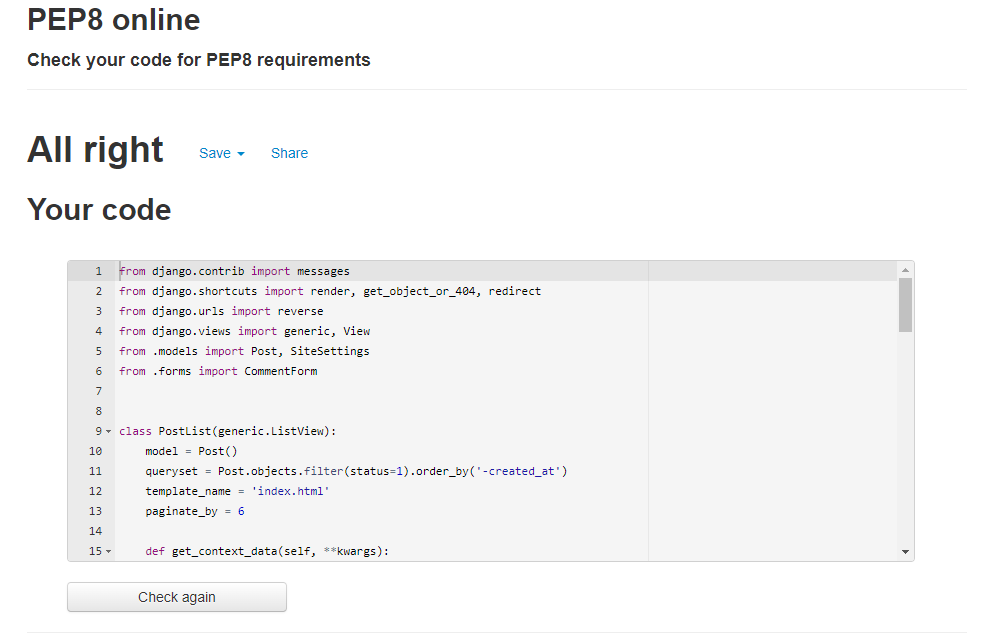 PEP8 online
Check your code for PEP8 requirements
All right Save Share
Your code
1 from django.contrib import messages
2 from django.shortcuts import render, get_object_or_404, redirect
3 from django.urls import reverse
4 from django.views import generic, View
5 from .models import Post, SiteSettings
6 from .forms import CommentForm
7
8
9 class PostList(generic.ListView):
10     model = Post()
11     queryset = Post.objects.filter(status=1).order_by('-created_at')
12     template_name = 'index.html'
13     paginate_by = 6
14
15     def get_context_data(self, **kwargs):
Check again